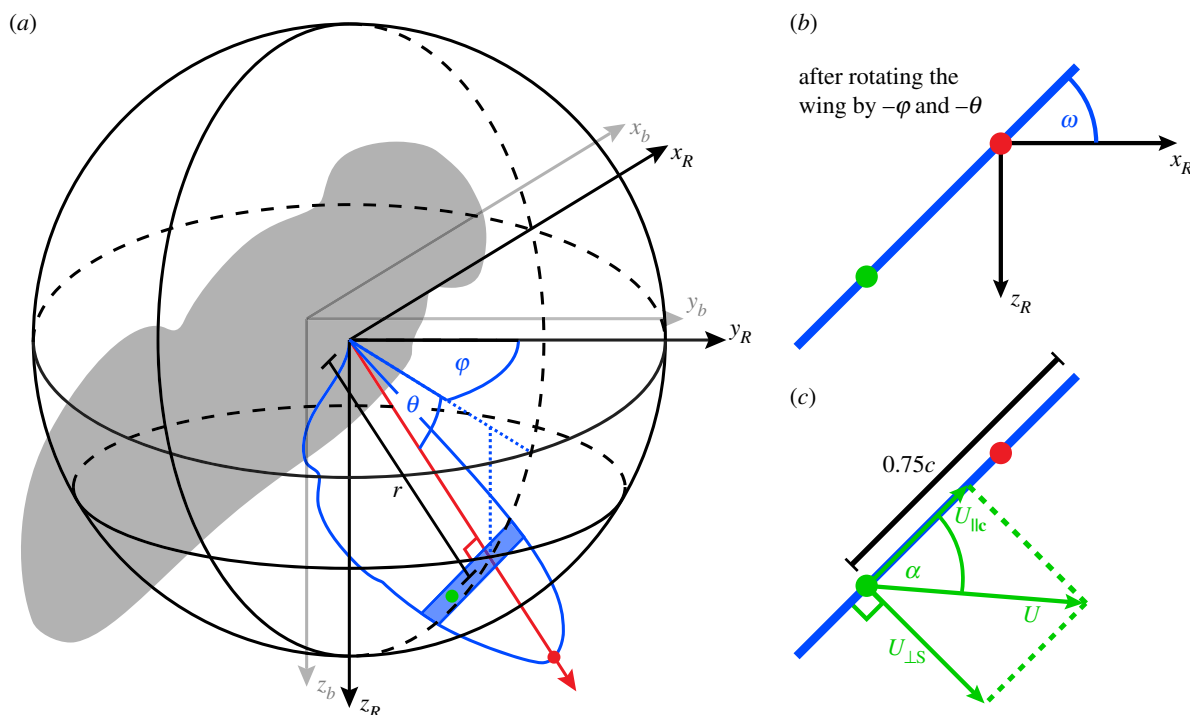 (a)
x_b
x_R
y_b
y_R
φ
θ
r
z_b
z_R
(b)
after rotating the
wing by –φ and –θ
ω
x_R
z_R
(c)
0.75c
U_∥c
α
U
U_⊥S